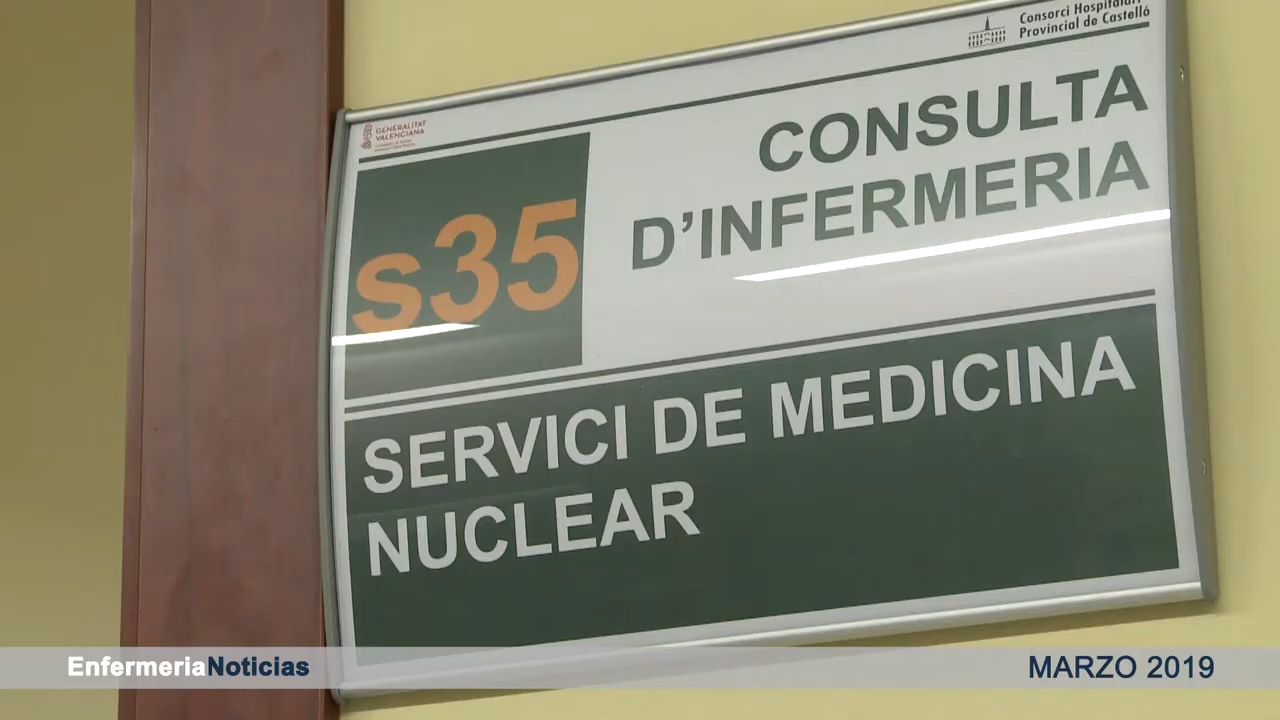 Consorci Hospitalari
Provincial de Castelló
GENERALITAT
VALENCIANA
CONSULTA
D'INFERMERIA
s35
SERVICI DE MEDICINA
NUCLEAR
EnfermeriaNoticias
MARZO 2019